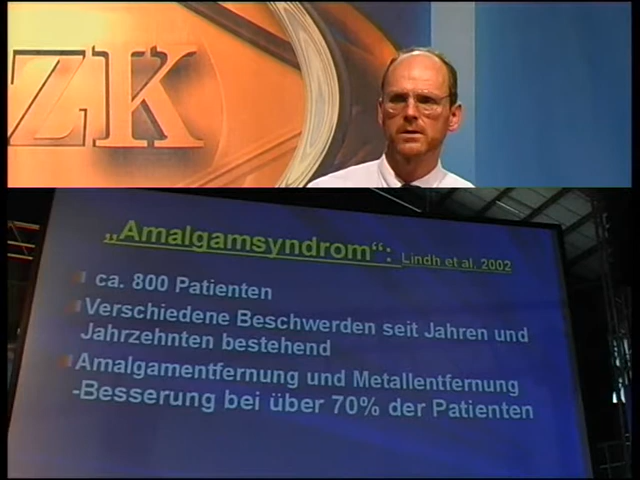 ZK
„Amalgamsyndrom“: Lindh et al. 2002
ca. 800 Patienten
Verschiedene Beschwerden seit Jahren und
Jahrzehnten bestehend
Amalgamentfernung und Metallentfernung
-Besserung bei über 70% der Patienten